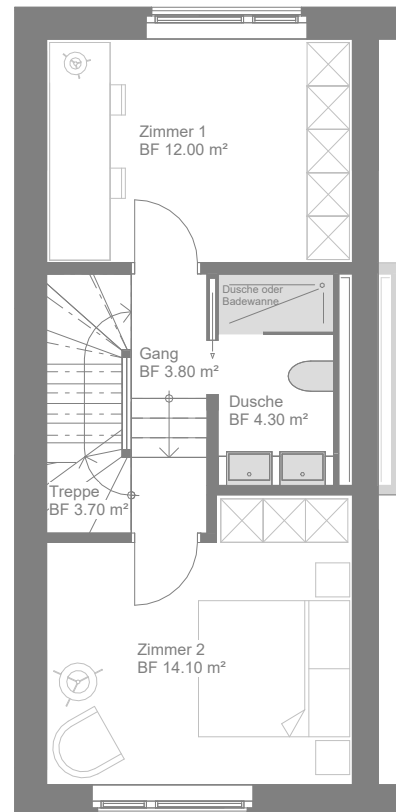 Zimmer 1
BF 12.00 m²
Dusche oder
Badewanne
Gang
BF 3.80 m²
Dusche
BF 4.30 m²
Treppe
BF 3.70 m²
Zimmer 2
BF 14.10 m²